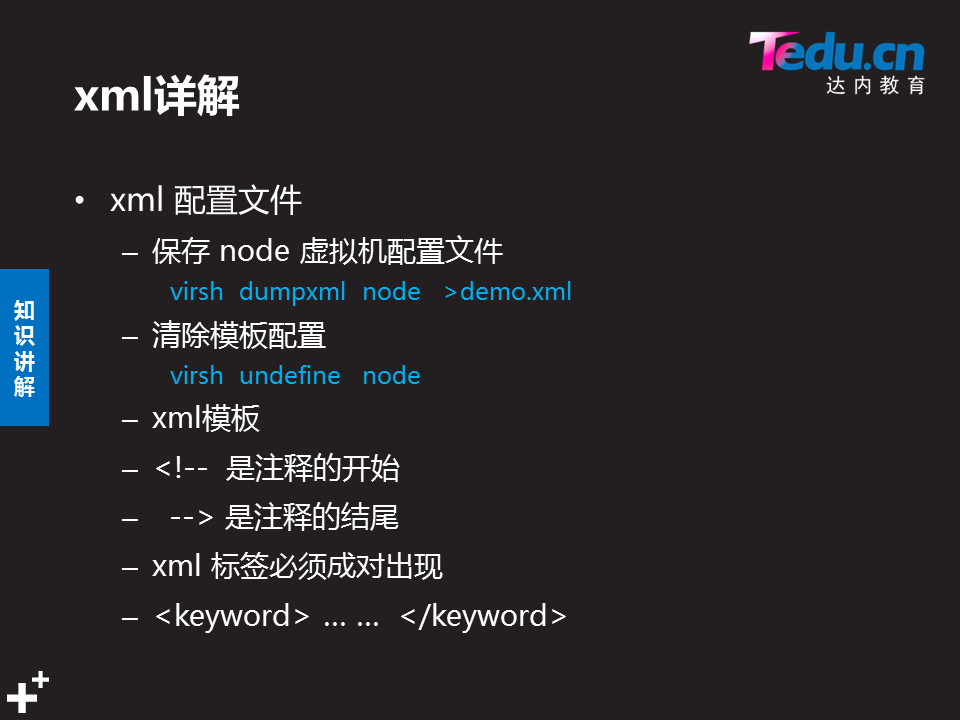 Tedu.cn
达内教育
xml详解
• xml 配置文件
– 保存 node 虚拟机配置文件
virsh dumpxml node >demo.xml
– 清除模板配置
virsh undefine node
– xml模板
– <!-- 是注释的开始
– --> 是注释的结尾
– xml 标签必须成对出现
– <keyword> ... ... </keyword>
知
识
讲
解